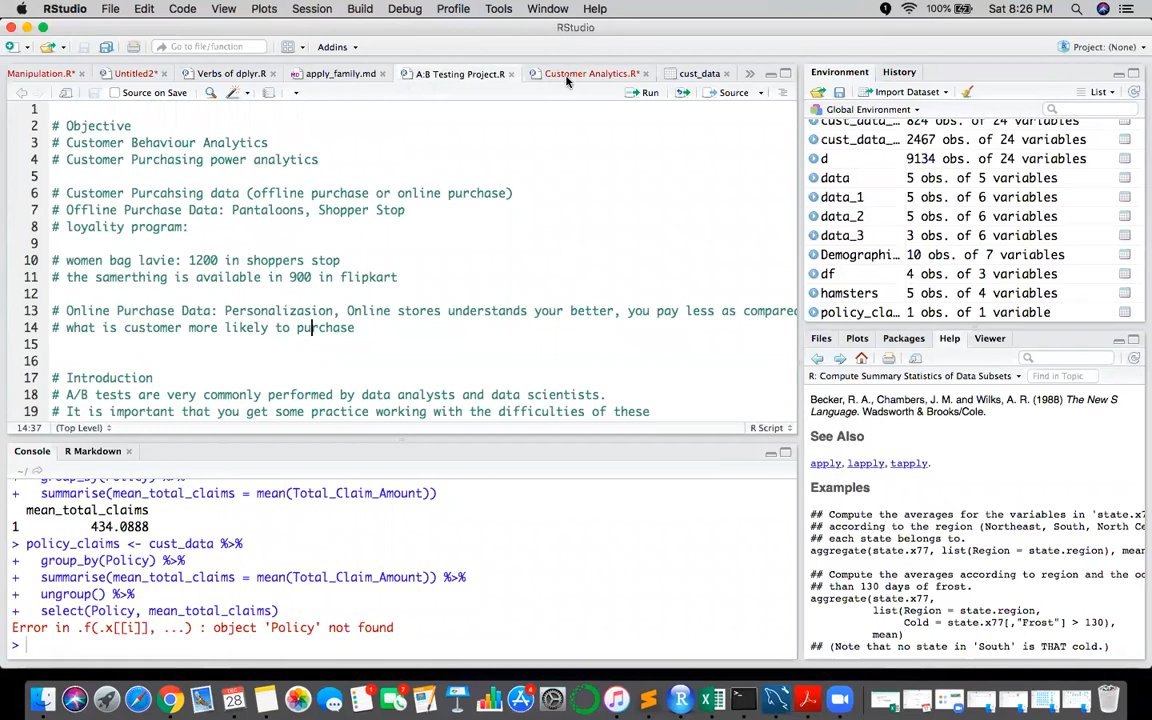 RStudio File Edit Code View Plots Session Build Debug Profile Tools Window Help 100% Sat 8:26 PM
RStudio
Go to file/function Addins Project: (None)
Manipulation.R* Untitled2* Verbs of dplyr.R apply_family.md A:B Testing Project.R Customer Analytics.R* cust_data
Source on Save Run Source
1
2 # Objective
3 # Customer Behaviour Analytics
4 # Customer Purchasing power analytics
5
6 # Customer Purcahsing data (offline purchase or online purchase)
7 # Offline Purchase Data: Pantaloons, Shopper Stop
8 # loyality program:
9
10 # women bag lavie: 1200 in shoppers stop
11 # the samerthing is available in 900 in flipkart
12
13 # Online Purchase Data: Personalizasion, Online stores understands your better, you pay less as compared
14 # what is customer more likely to purchase
15
16
17 # Introduction
18 # A/B tests are very commonly performed by data analysts and data scientists.
19 # It is important that you get some practice working with the difficulties of these
14:37 (Top Level) R Script
Console R Markdown
~/
+ group_by(Policy) %>%
+ summarise(mean_total_claims = mean(Total_Claim_Amount))
mean_total_claims
1 434.0888
> policy_claims <- cust_data %>%
+ group_by(Policy) %>%
+ summarise(mean_total_claims = mean(Total_Claim_Amount)) %>%
+ ungroup() %>%
+ select(Policy, mean_total_claims)
Error in .f(.x[[i]], ...) : object 'Policy' not found
>
Environment History
Import Dataset List
Global Environment
cust_data_... 824 obs. of 24 variables
cust_data_... 2467 obs. of 24 variables
d 9134 obs. of 24 variables
data 5 obs. of 5 variables
data_1 5 obs. of 6 variables
data_2 5 obs. of 6 variables
data_3 3 obs. of 6 variables
Demographi... 10 obs. of 7 variables
df 4 obs. of 3 variables
hamsters 5 obs. of 6 variables
policy_cla... 1 obs. of 1 variable
Files Plots Packages Help Viewer
R: Compute Summary Statistics of Data Subsets Find in Topic
Becker, R. A., Chambers, J. M. and Wilks, A. R. (1988) The New S
Language. Wadsworth & Brooks/Cole.
See Also
apply, lapply, tapply.
Examples
## Compute the averages for the variables in 'state.x7
## according to the region (Northeast, South, North Ce
## each state belongs to.
aggregate(state.x77, list(Region = state.region), mean
## Compute the averages according to region and the oc
## than 130 days of frost.
aggregate(state.x77,
list(Region = state.region,
Cold = state.x77[,"Frost"] > 130),
mean)
## (Note that no state in 'South' is THAT cold.)